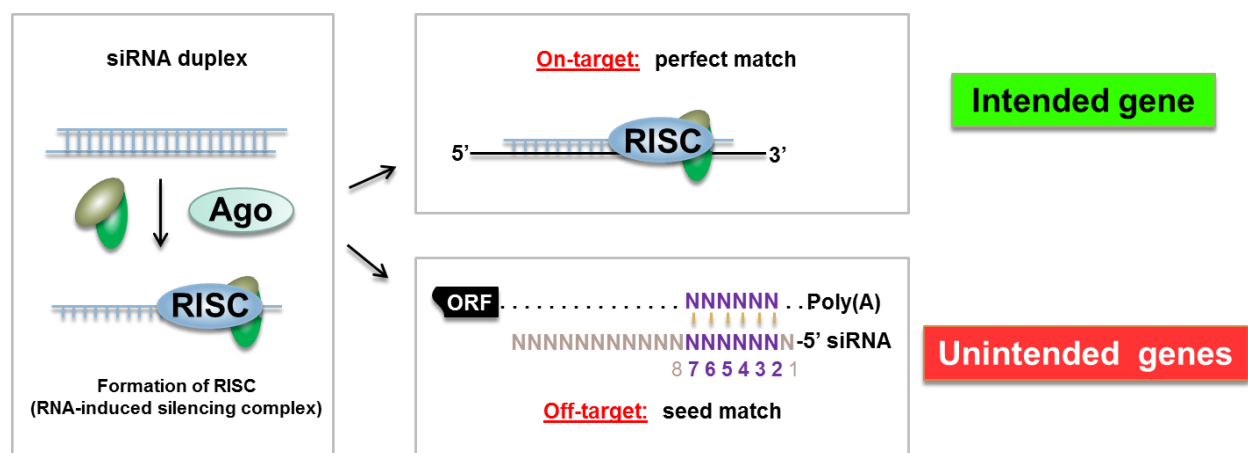 siRNA duplex
Ago
RISC
Formation of RISC
(RNA-induced silencing complex)
On-target: perfect match
RISC
5’ 3’
Intended gene
ORF . . . . . . . . . . . . . . . NNNNNN . . Poly(A)
NNNNNNNNNNNNNNNNNN-5’ siRNA
8 7 6 5 4 3 2 1
Off-target: seed match
Unintended genes